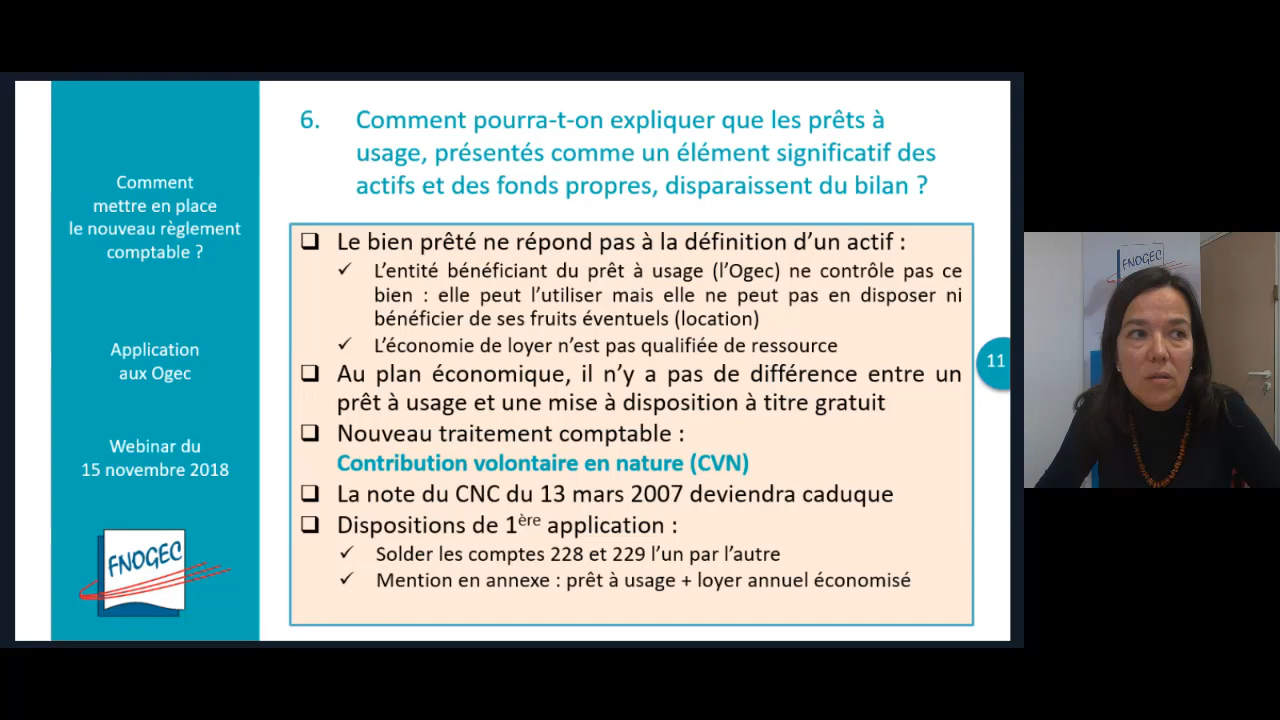 Comment
mettre en place
le nouveau règlement
comptable ?
Application
aux Ogec
Webinar du
15 novembre 2018
FNOGEC
6. Comment pourra-t-on expliquer que les prêts à
usage, présentés comme un élément significatif des
actifs et des fonds propres, disparaissent du bilan ?
❑ Le bien prêté ne répond pas à la définition d’un actif :
✓ L’entité bénéficiant du prêt à usage (l’Ogec) ne contrôle pas ce
bien : elle peut l’utiliser mais elle ne peut pas en disposer ni
bénéficier de ses fruits éventuels (location)
✓ L’économie de loyer n’est pas qualifiée de ressource
❑ Au plan économique, il n’y a pas de différence entre un
prêt à usage et une mise à disposition à titre gratuit
❑ Nouveau traitement comptable :
Contribution volontaire en nature (CVN)
❑ La note du CNC du 13 mars 2007 deviendra caduque
❑ Dispositions de 1ère application :
✓ Solder les comptes 228 et 229 l’un par l’autre
✓ Mention en annexe : prêt à usage + loyer annuel économisé
11
FNOGEC